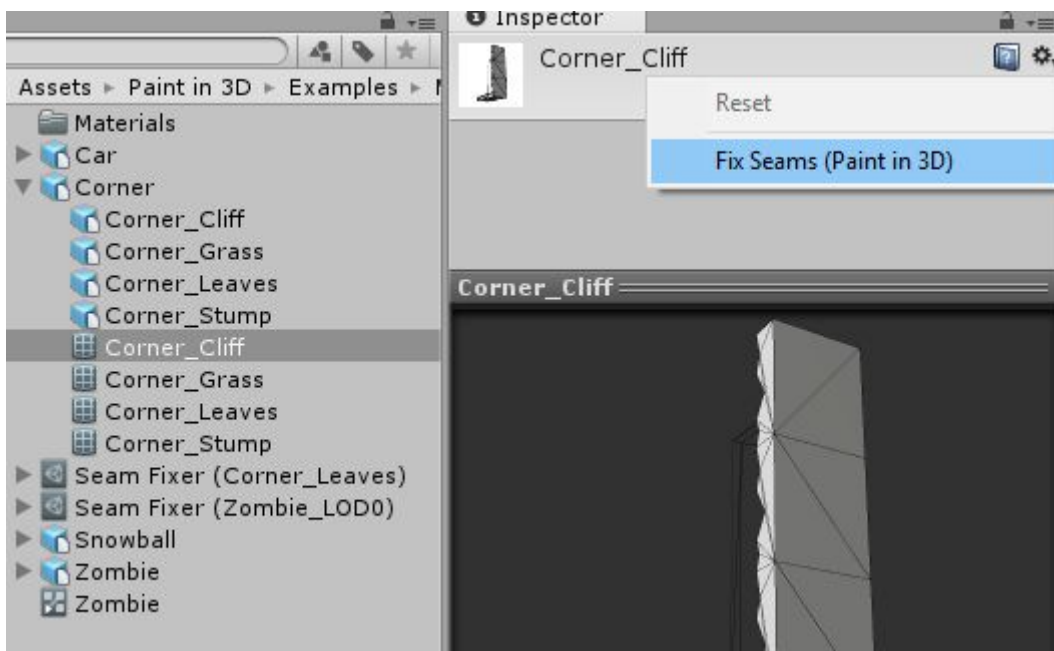 Inspector
Corner_Cliff
Reset
Fix Seams (Paint in 3D)
Assets Paint in 3D Examples
Materials
Car
Corner
Corner_Cliff
Corner_Grass
Corner_Leaves
Corner_Stump
Corner_Cliff
Corner_Grass
Corner_Leaves
Corner_Stump
Seam Fixer (Corner_Leaves)
Seam Fixer (Zombie_LOD0)
Snowball
Zombie
Zombie
Corner_Cliff